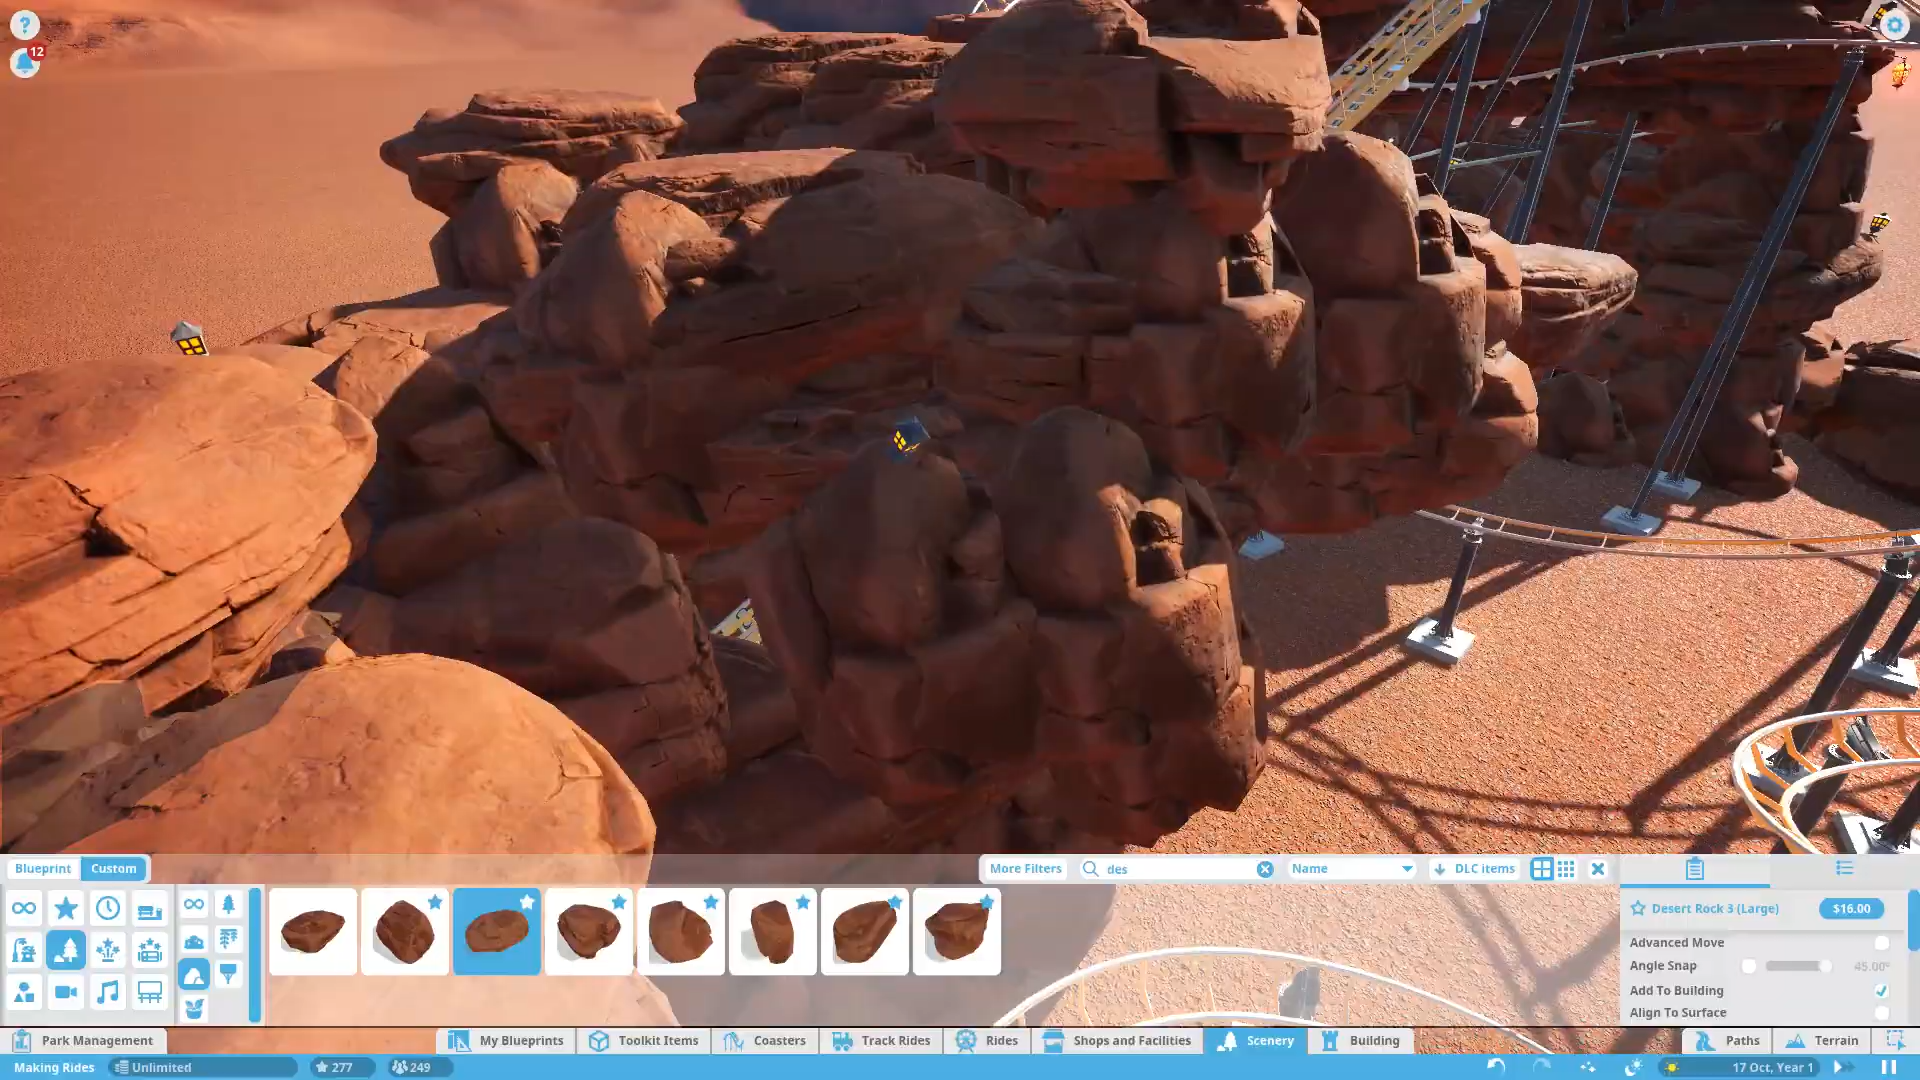 ?
12
Blueprint
Custom
More Filters
des
Name
DLC items
Desert Rock 3 (Large)
$16.00
Advanced Move
Angle Snap
45.00°
Add To Building
Align To Surface
Park Management
My Blueprints
Toolkit Items
Coasters
Track Rides
Rides
Shops and Facilities
Scenery
Building
Paths
Terrain
Making Rides
Unlimited
277
249
17 Oct, Year 1